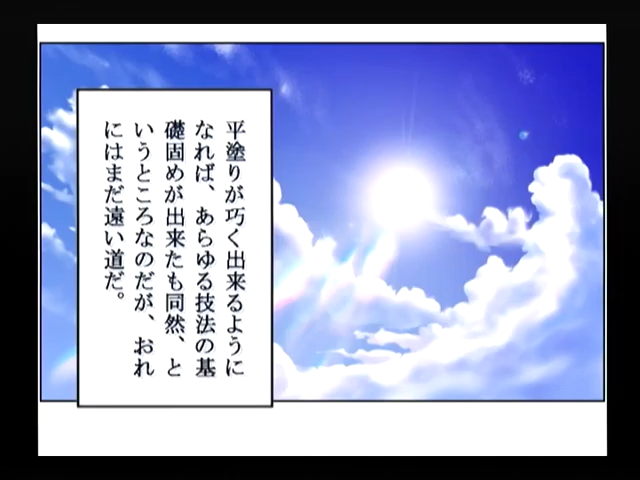 平塗りが巧く出来るように
なれば、あらゆる技法の基
礎固めが出来たも同然、と
いうところなのだが、おれ
にはまだ遠い道だ。